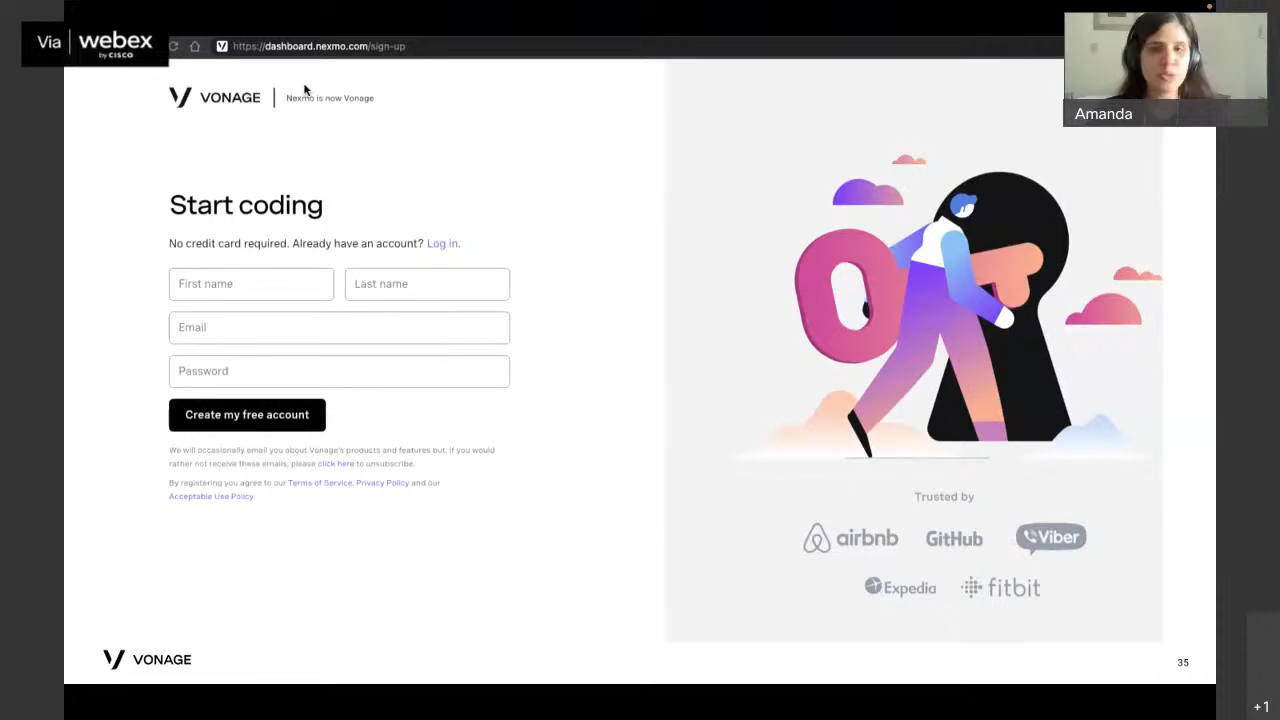 Via webex
by CISCO
https://dashboard.nexmo.com/sign-up
Amanda
VONAGE Nexmo is now Vonage
Start coding
No credit card required. Already have an account? Log in.
First name Last name
Email
Password
Create my free account
We will occasionally email you about Vonage's products and features but, if you would
rather not receive these emails, please click here to unsubscribe.
By registering you agree to our Terms of Service, Privacy Policy and our
Acceptable Use Policy.
Trusted by
airbnb GitHub Viber
Expedia fitbit
VONAGE
35
+1